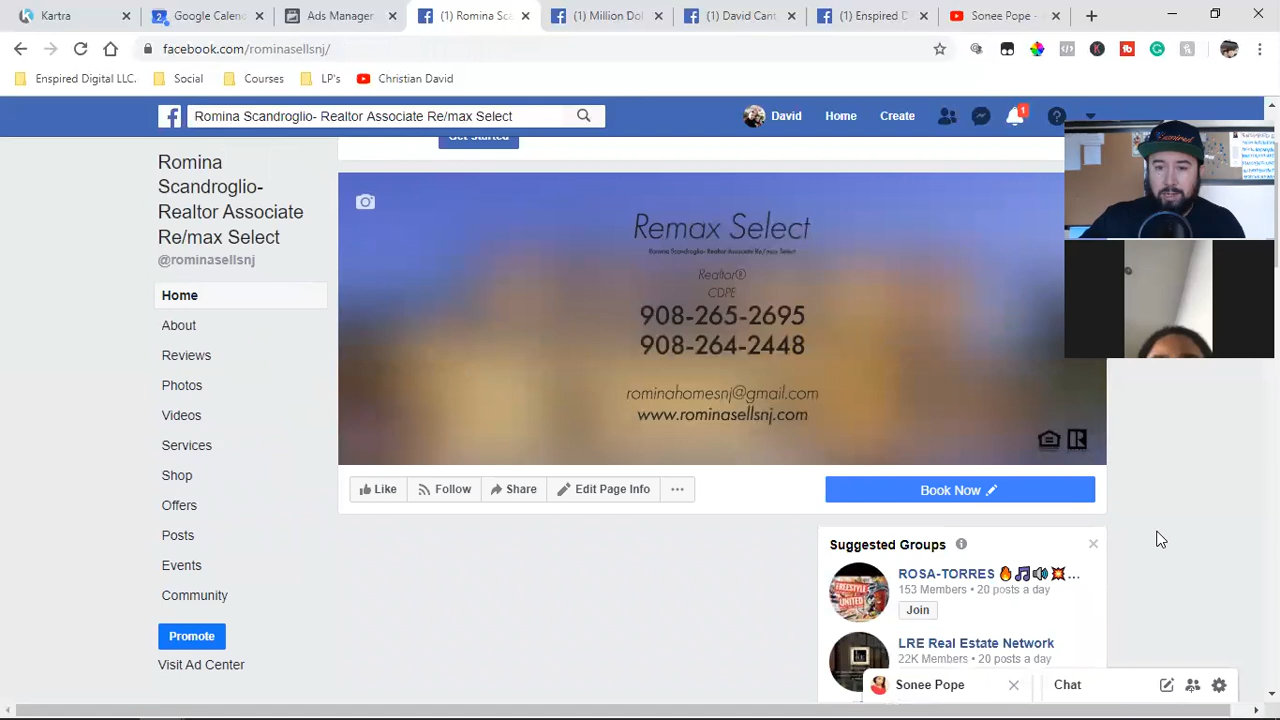 Kartra
Google Calen
Ads Manager
(1) Romina Sca
(1) Million Dol
(1) David Cant
(1) Enspired D
Sonee Pope -
facebook.com/rominasellsnj/
Enspired Digital LLC.
Social
Courses
LP's
Christian David
Romina Scandroglio- Realtor Associate Re/max Select
David
Home
Create
1
Get Started
Romina
Scandroglio-
Realtor Associate
Re/max Select
@rominasellsnj
Home
About
Reviews
Photos
Videos
Services
Shop
Offers
Posts
Events
Community
Promote
Visit Ad Center
Remax Select
Romina Scandroglio- Realtor Associate Re/max Select
Realtor®
CDPE
908-265-2695
908-264-2448
rominahomesnj@gmail.com
www.rominasellsnj.com
Like
Follow
Share
Edit Page Info
Book Now
Suggested Groups
ROSA-TORRES 🔥🎵🔊💥...
153 Members • 20 posts a day
Join
LRE Real Estate Network
22K Members • 20 posts a day
Sonee Pope
Chat